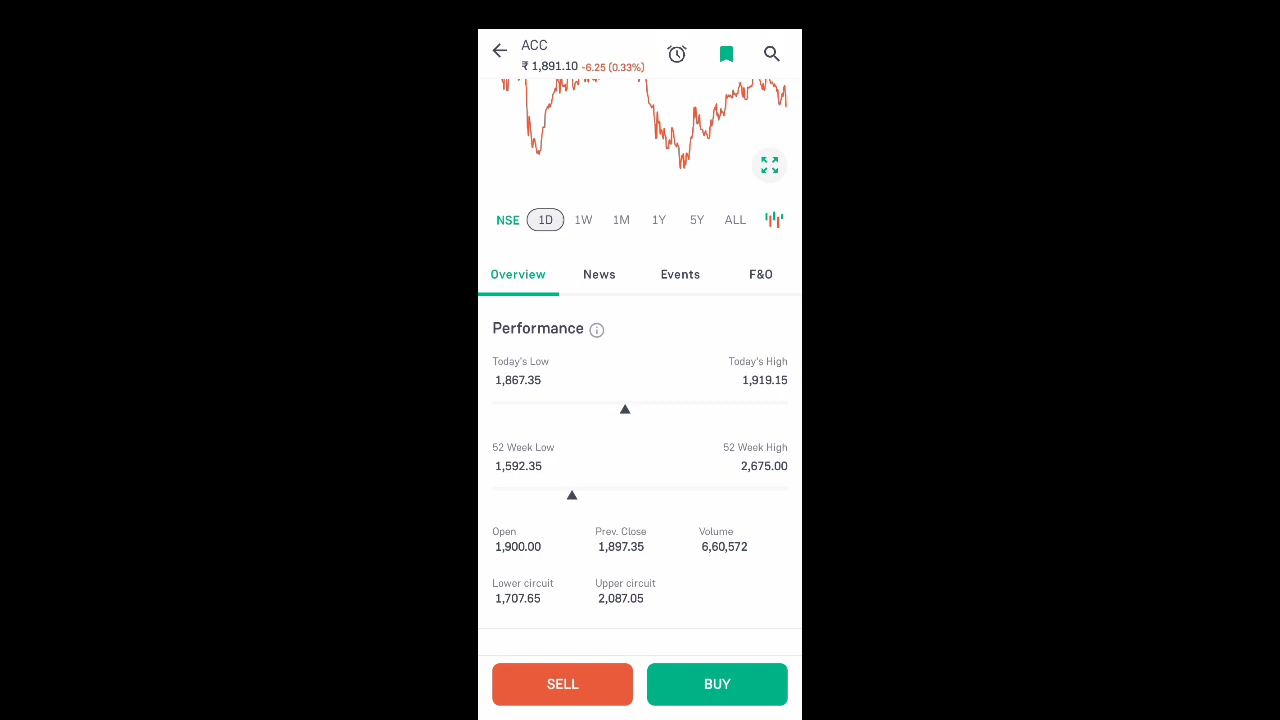 ACC
₹ 1,891.10 -6.25 (0.33%)
NSE 1D 1W 1M 1Y 5Y ALL
Overview News Events F&O
Performance
Today's Low Today's High
1,867.35 1,919.15
52 Week Low 52 Week High
1,592.35 2,675.00
Open Prev. Close Volume
1,900.00 1,897.35 6,60,572
Lower circuit Upper circuit
1,707.65 2,087.05
SELL BUY